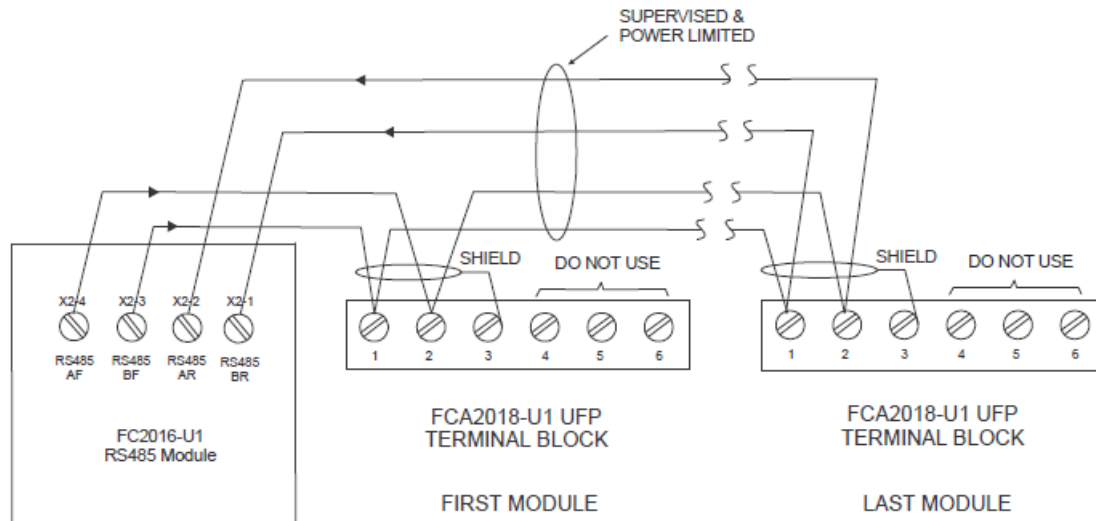 SUPERVISED &
POWER LIMITED
SHIELD
DO NOT USE
SHIELD
DO NOT USE
X2-4 X2-3 X2-2 X2-1
RS485 RS485 RS485 RS485
AF BF AR BR
1 2 3 4 5 6
1 2 3 4 5 6
FC2016-U1
RS485 Module
FCA2018-U1 UFP
TERMINAL BLOCK
FCA2018-U1 UFP
TERMINAL BLOCK
FIRST MODULE
LAST MODULE